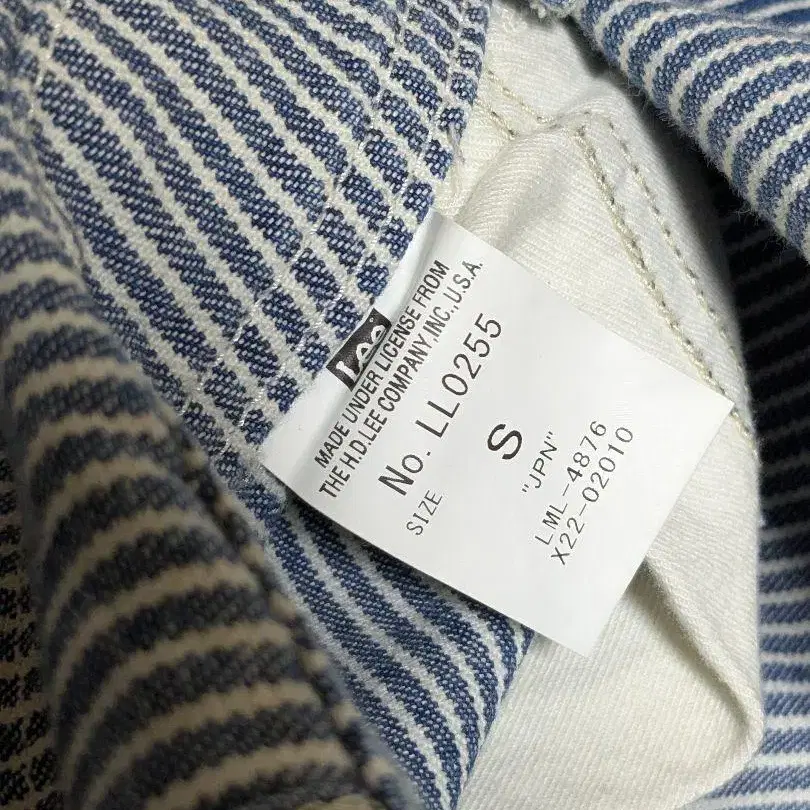 Lee
MADE UNDER LICENSE FROM
THE H.D.LEE COMPANY,INC.,U.S.A.
No. LL0255
SIZE S
"JPN"
LML-4876
X22-02010